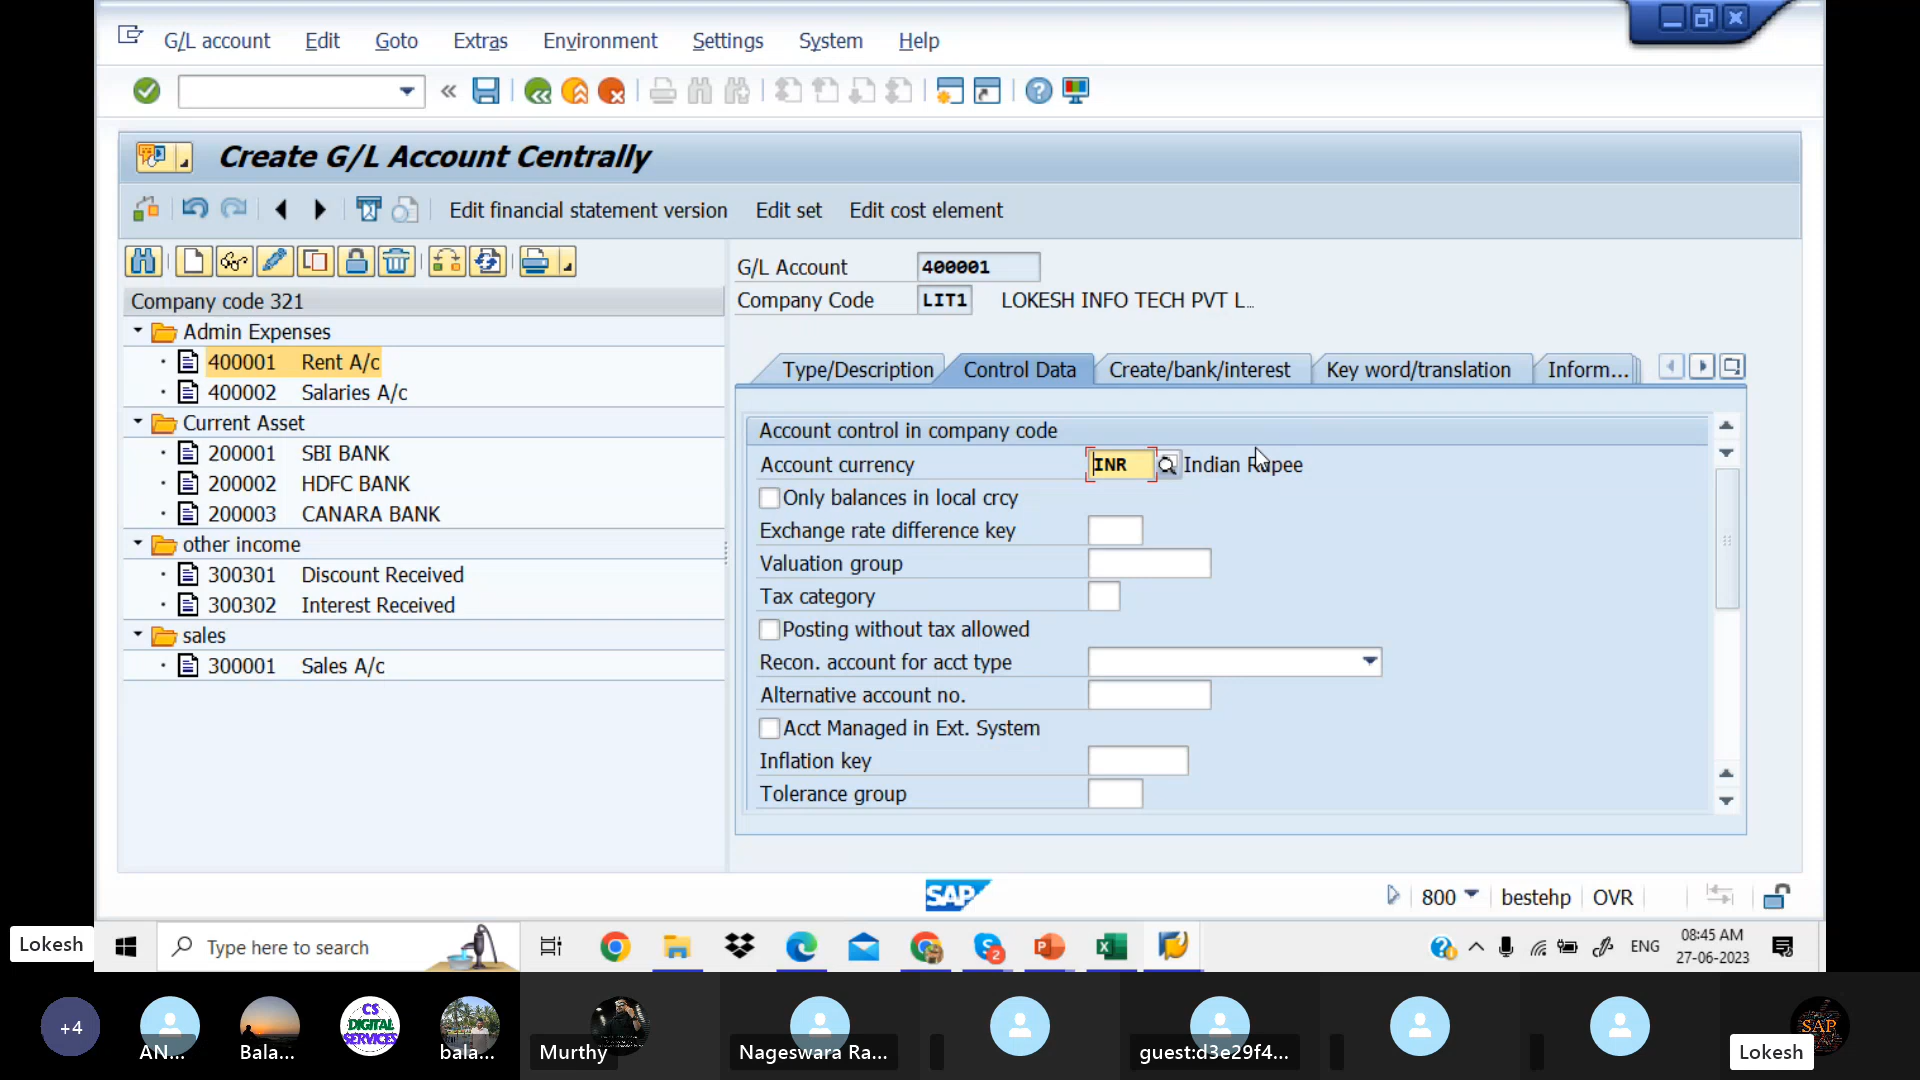 G/L account Edit Goto Extras Environment Settings System Help
Create G/L Account Centrally
Edit financial statement version Edit set Edit cost element
Company code 321
Admin Expenses
400001 Rent A/c
400002 Salaries A/c
Current Asset
200001 SBI BANK
200002 HDFC BANK
200003 CANARA BANK
other income
300301 Discount Received
300302 Interest Received
sales
300001 Sales A/c
G/L Account 400001
Company Code LIT1 LOKESH INFO TECH PVT L...
Type/Description Control Data Create/bank/interest Key word/translation Inform...
Account control in company code
Account currency INR Indian Rupee
Only balances in local crcy
Exchange rate difference key
Valuation group
Tax category
Posting without tax allowed
Recon. account for acct type
Alternative account no.
Acct Managed in Ext. System
Inflation key
Tolerance group
SAP
800 bestehp OVR
Lokesh
Type here to search
2
ENG
08:45 AM
27-06-2023
+4
AN...
Bala...
CS DIGITAL SERVICES
bala...
Murthy
Nageswara Ra...
guest:d3e29f4...
SAP
Lokesh